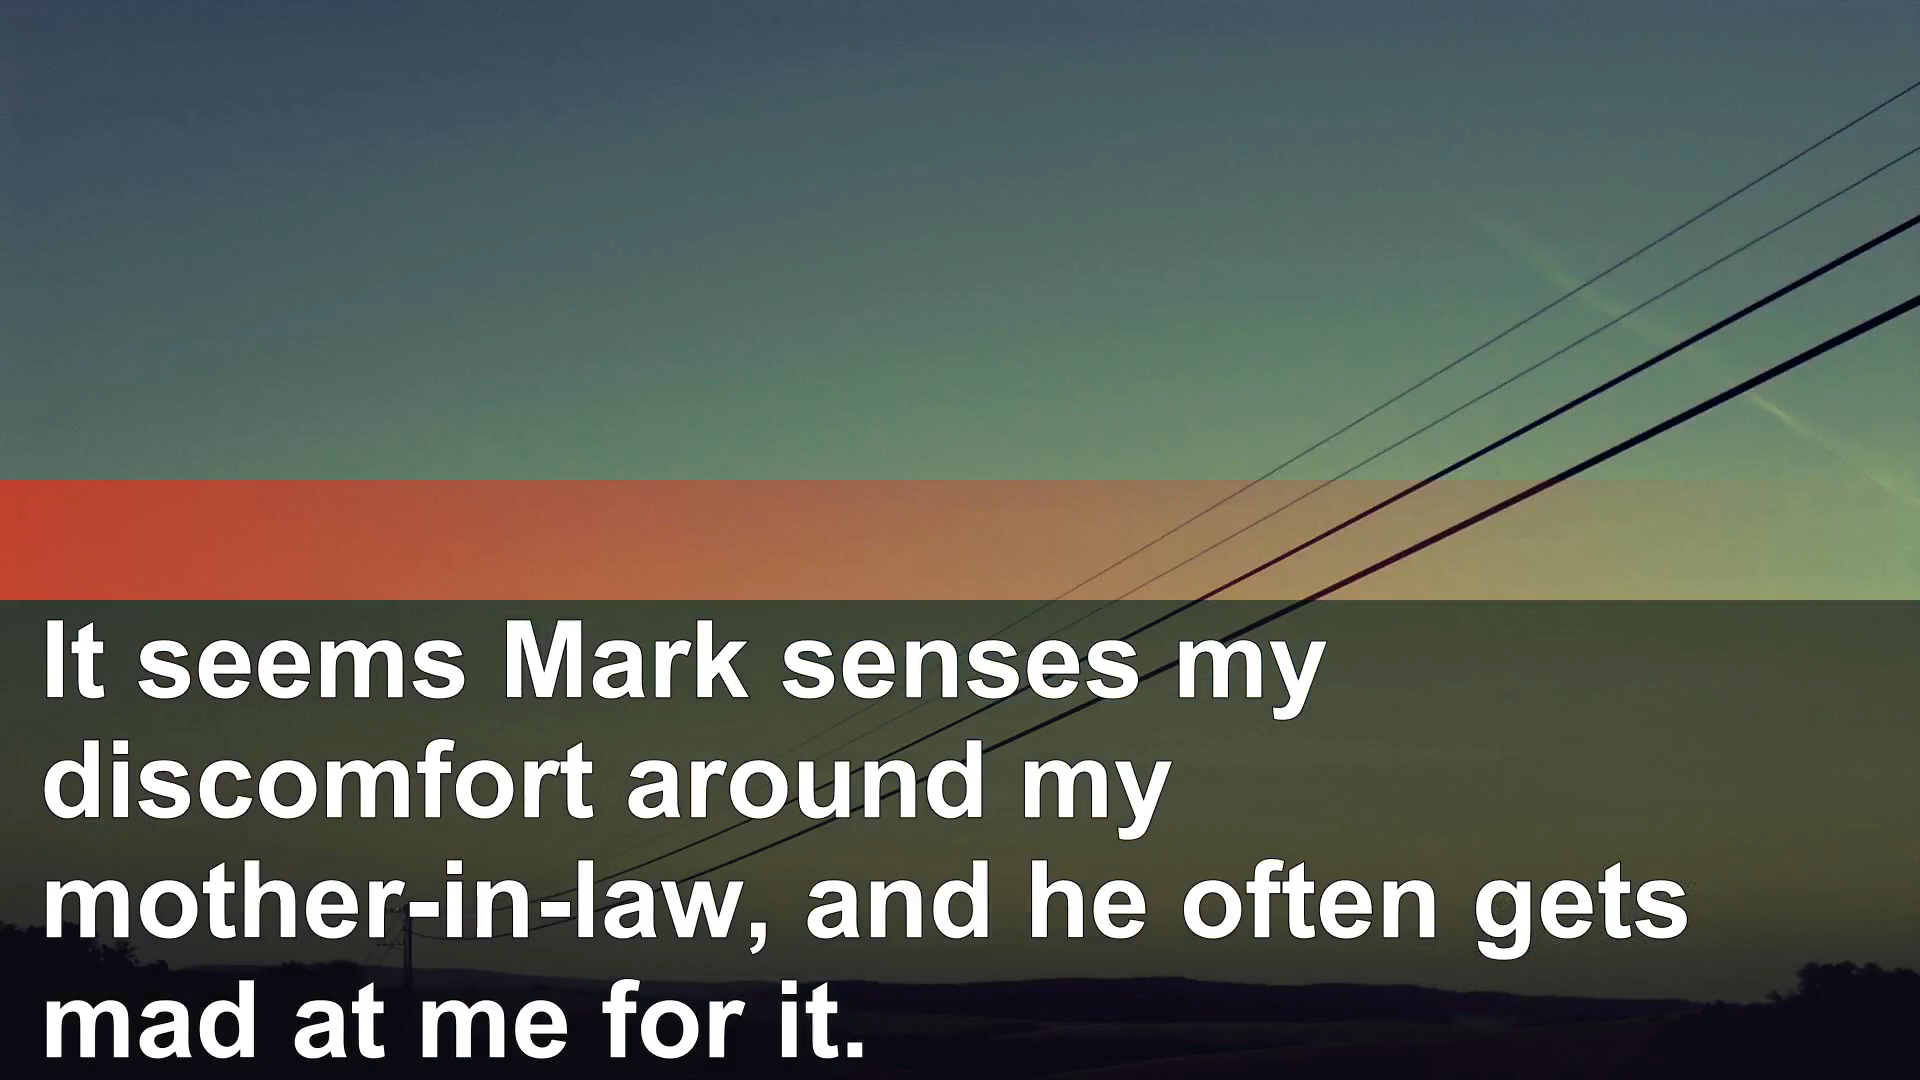 It seems Mark senses my
discomfort around my
mother-in-law, and he often gets
mad at me for it.